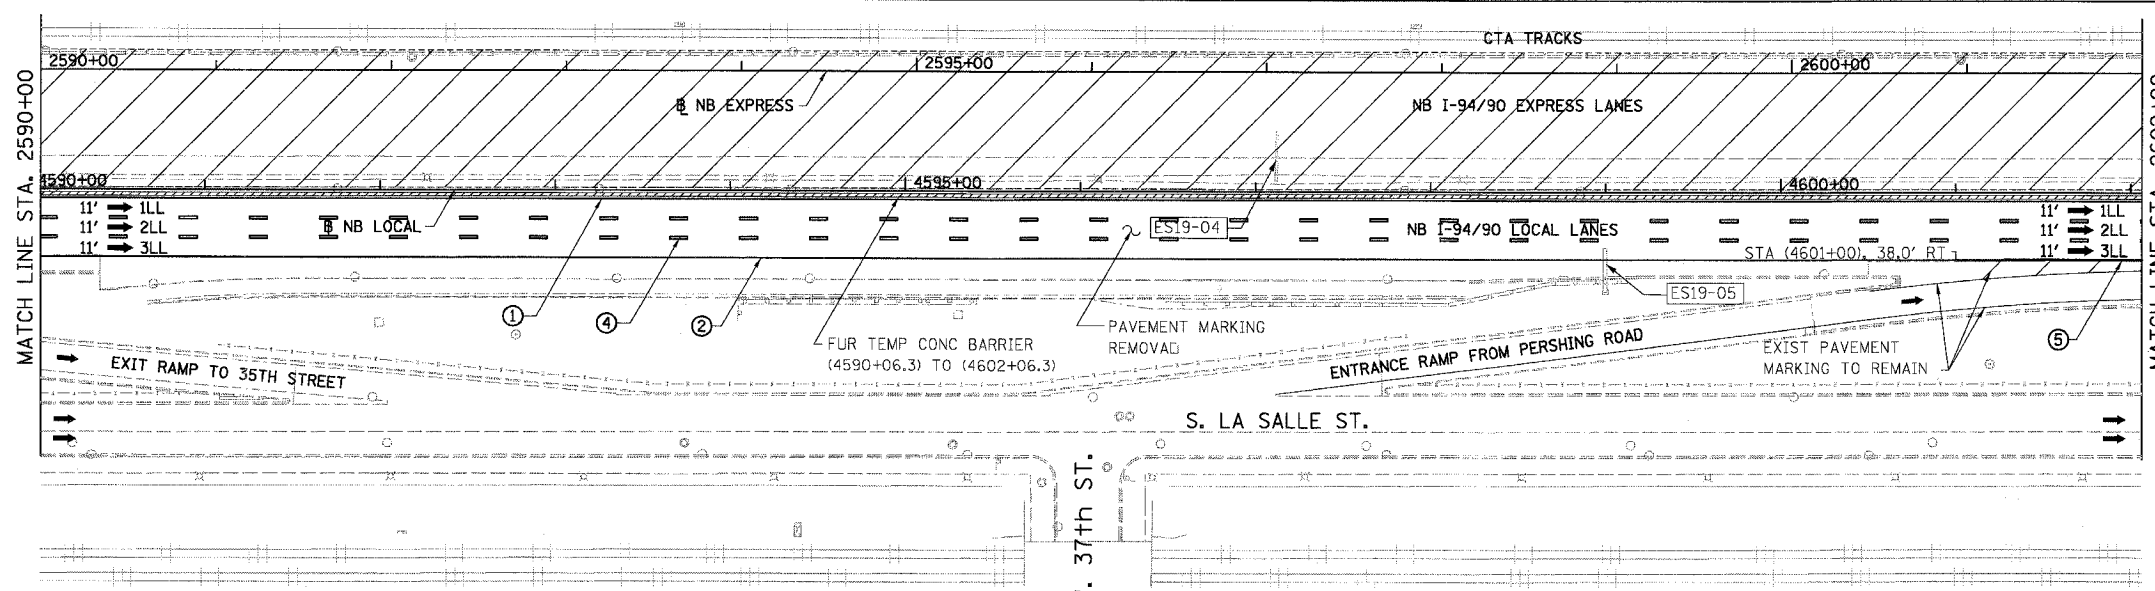 CTA TRACKS
2590+00
2595+00
2600+00
B NB EXPRESS
NB I-94/90 EXPRESS LANES
MATCH LINE STA. 2590+00
4590+00
4595+00
4600+00
11' 1LL
11' 2LL
11' 3LL
B NB LOCAL
ES19-04
NB I-94/90 LOCAL LANES
11' 1LL
11' 2LL
11' 3LL
STA (4601+00), 38.0' RT
ES19-05
1
4
2
FUR TEMP CONC BARRIER
(4590+06.3) TO (4602+06.3)
PAVEMENT MARKING
REMOVAL
EXIST PAVEMENT
MARKING TO REMAIN
5
EXIT RAMP TO 35TH STREET
ENTRANCE RAMP FROM PERSHING ROAD
S. LA SALLE ST.
37th ST.
MATCH LINE STA.